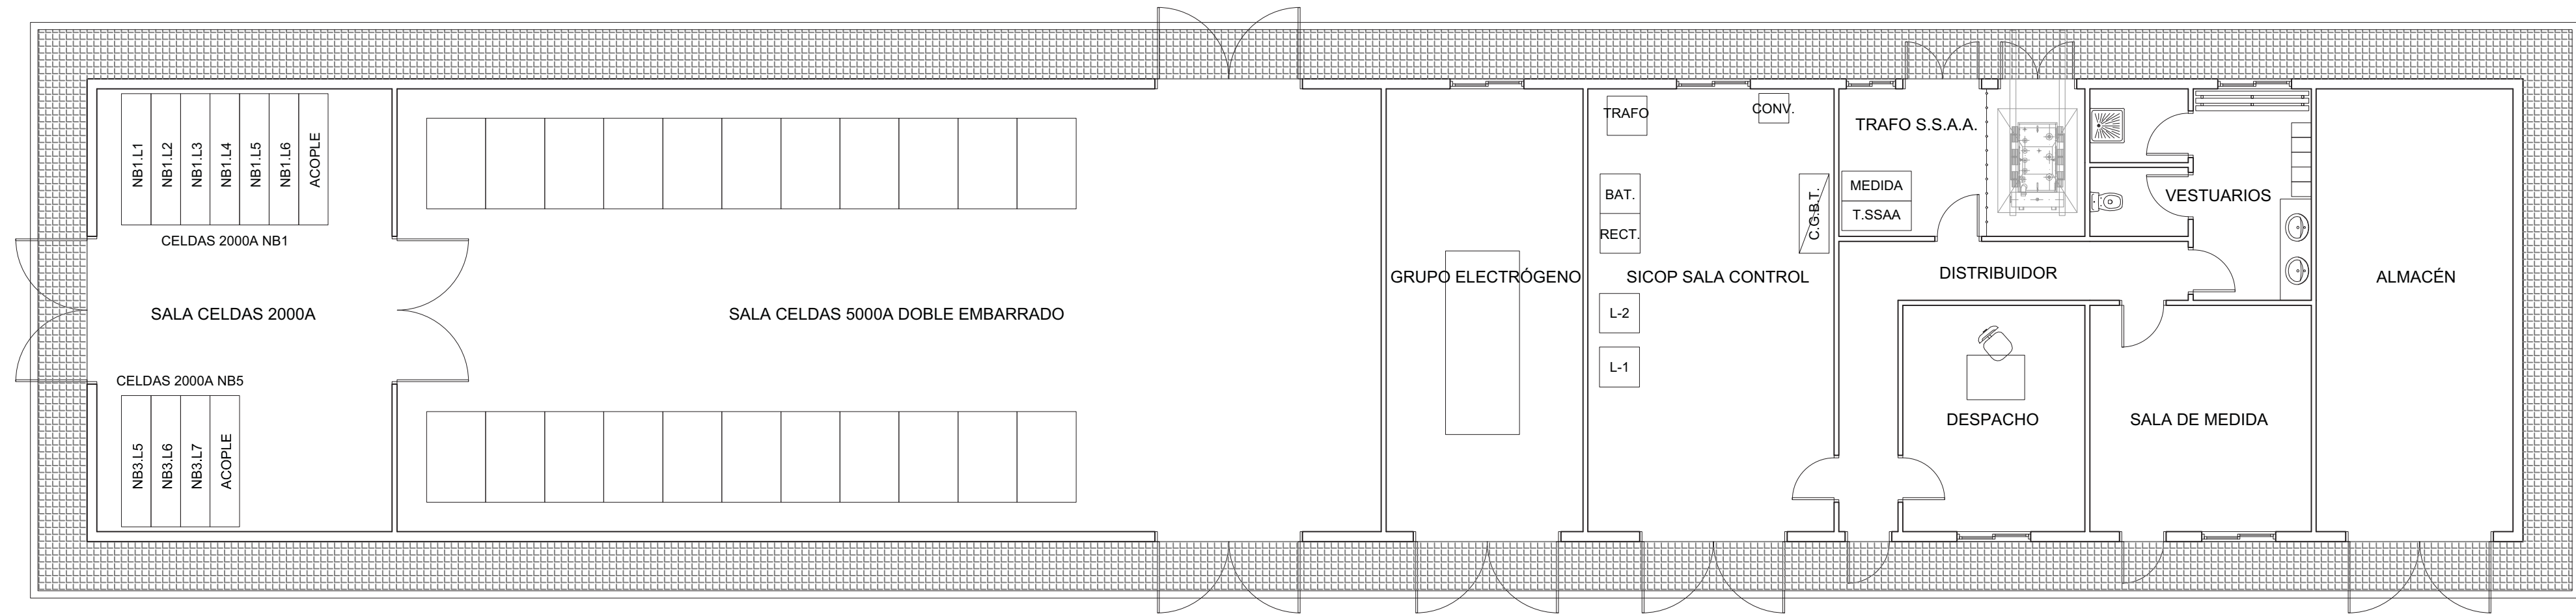 NB1.L1
NB1.L2
NB1.L3
NB1.L4
NB1.L5
NB1.L6
ACOPLE
CELDAS 2000A NB1
SALA CELDAS 2000A
CELDAS 2000A NB5
NB3.L5
NB3.L6
NB3.L7
ACOPLE
SALA CELDAS 5000A DOBLE EMBARRADO
GRUPO ELECTRÓGENO
TRAFO
CONV.
BAT.
RECT.
C.G.B.T.
SICOP SALA CONTROL
L-2
L-1
TRAFO S.S.A.A.
MEDIDA
T.SSAA
DISTRIBUIDOR
VESTUARIOS
DESPACHO
SALA DE MEDIDA
ALMACÉN